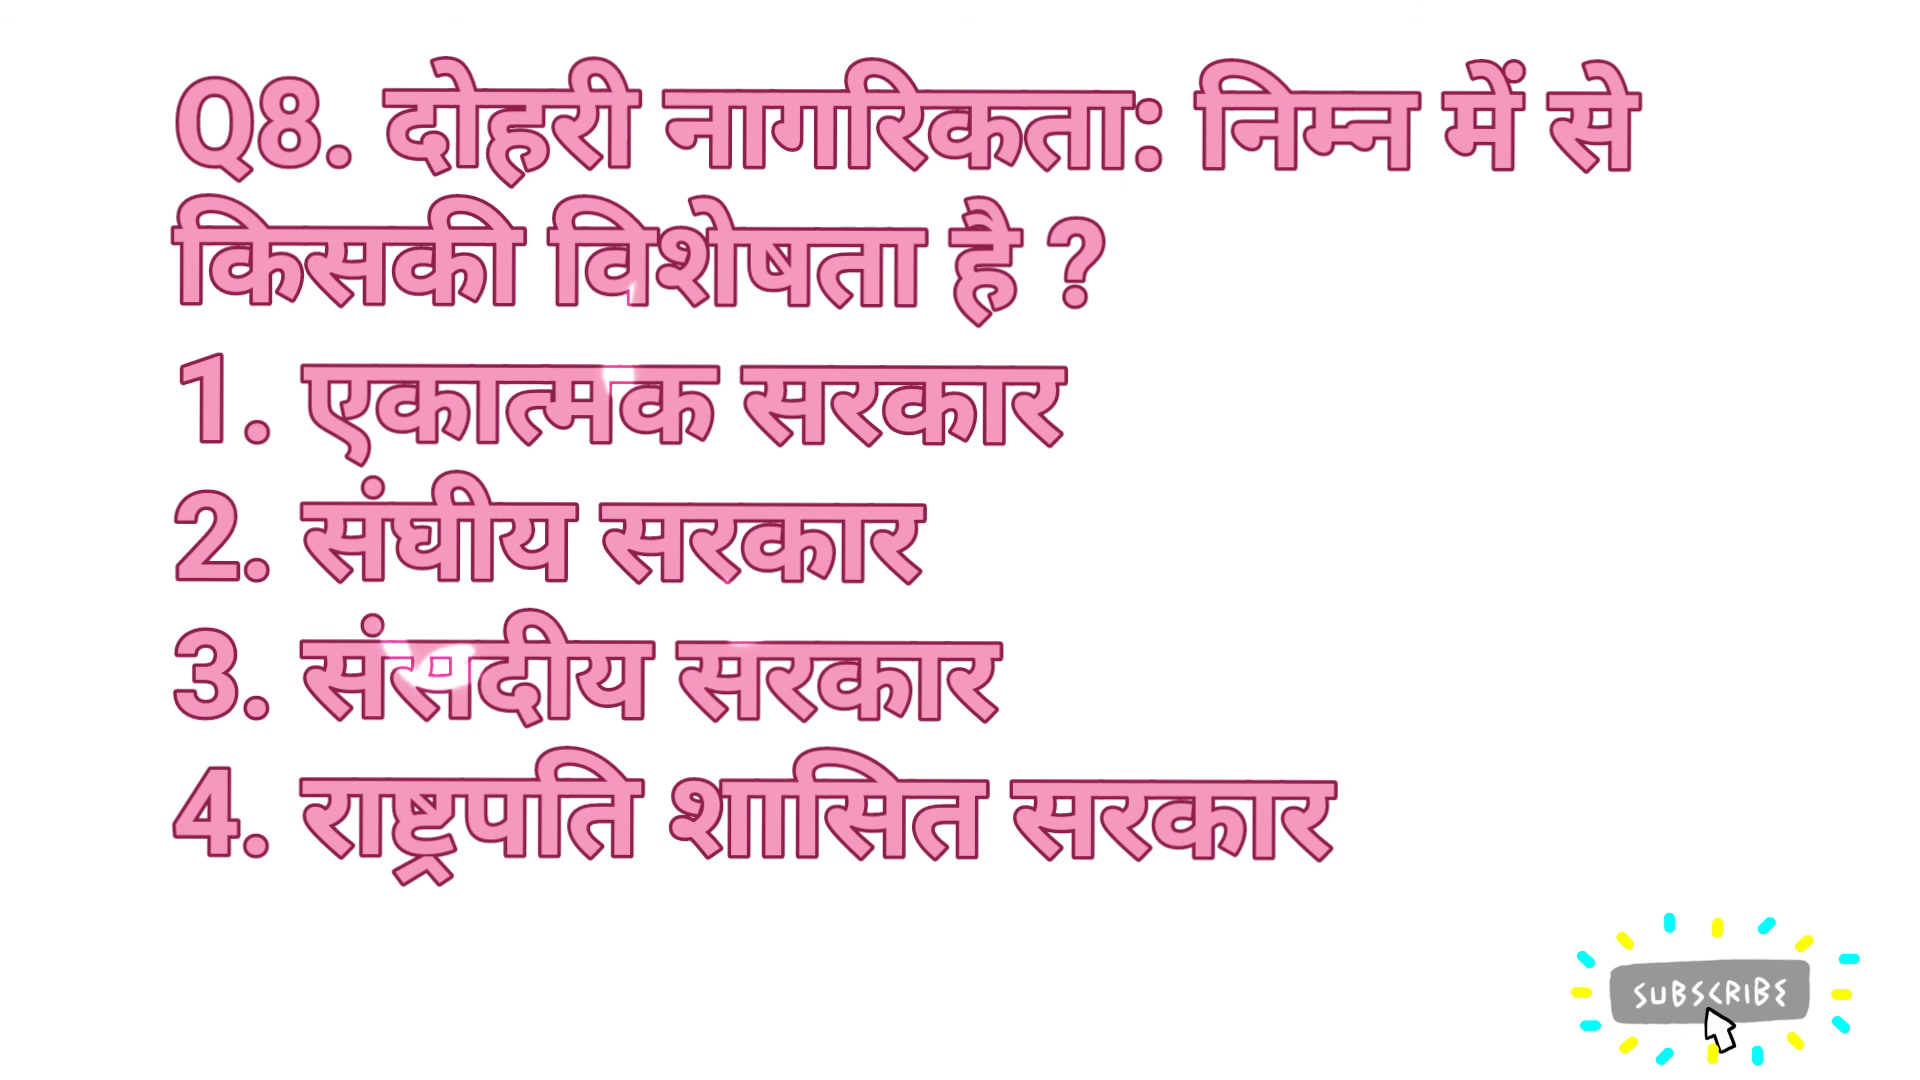 Q8. दोहरी नागरिकता: निम्न में से
किसकी विशेषता है ?
1. एकात्मक सरकार
2. संघीय सरकार
3. संसदीय सरकार
4. राष्ट्रपति शासित सरकार
SUBSCRIBE